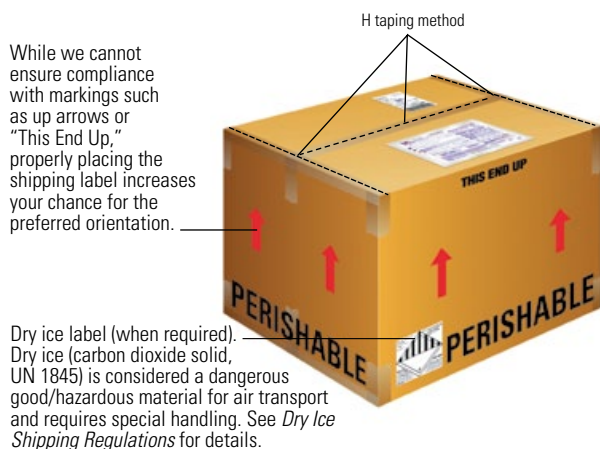 H taping method
While we cannot
ensure compliance
with markings such
as up arrows or
“This End Up,”
properly placing the
shipping label increases
your chance for the
preferred orientation.
THIS END UP
PERISHABLE
PERISHABLE
Dry ice label (when required).
Dry ice (carbon dioxide solid,
UN 1845) is considered a dangerous
good/hazardous material for air transport
and requires special handling. See Dry Ice
Shipping Regulations for details.